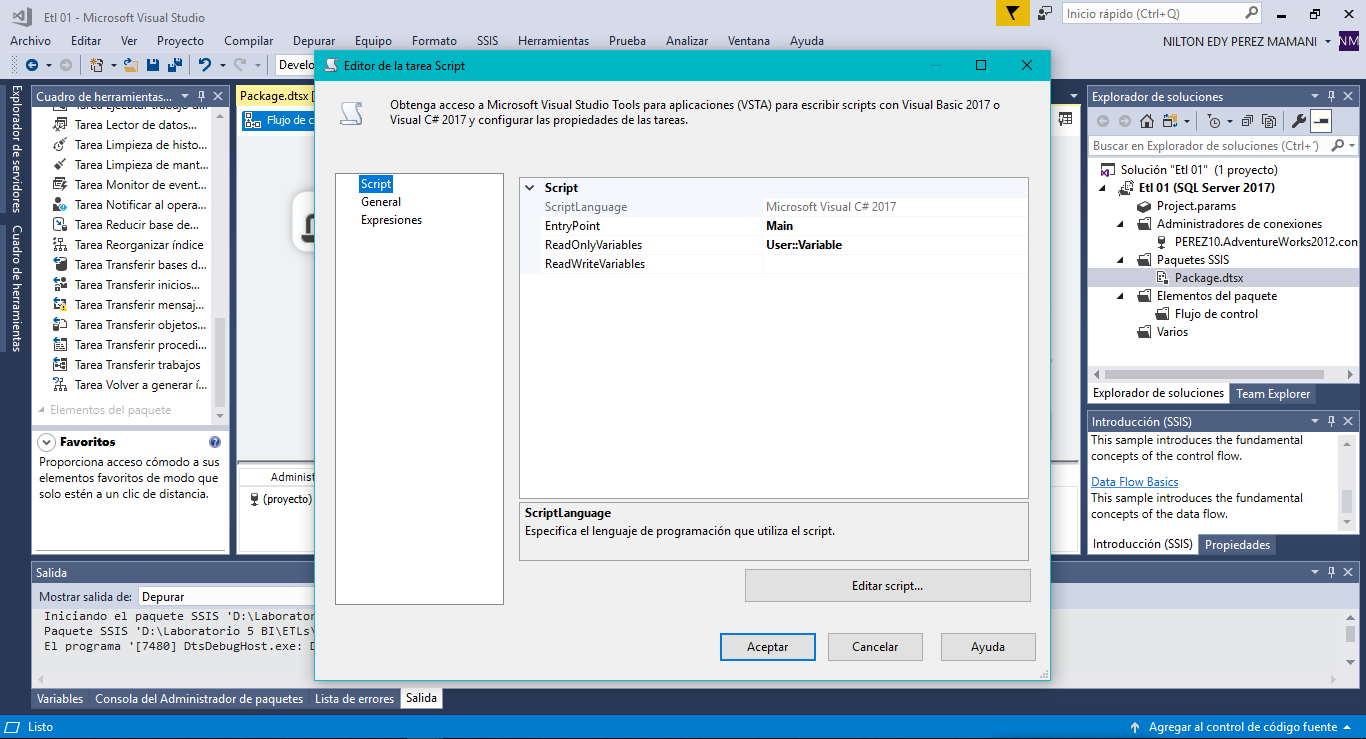 Etl 01 - Microsoft Visual Studio
Inicio rápido (Ctrl+Q)
Archivo Editar Ver Proyecto Compilar Depurar Equipo Formato SSIS Herramientas Prueba Analizar Ventana Ayuda
NILTON EDY PEREZ MAMANI NM
Develo
Explorador de servidores
Cuadro de herramientas
Cuadro de herramientas...
Tarea Ejecutar trabajo d...
Tarea Lector de datos...
Tarea Limpieza de histo...
Tarea Limpieza de mant...
Tarea Monitor de event...
Tarea Notificar al opera...
Tarea Reducir base de...
Tarea Reorganizar índice
Tarea Transferir bases d...
Tarea Transferir inicios...
Tarea Transferir mensaj...
Tarea Transferir objetos...
Tarea Transferir procedi...
Tarea Transferir trabajos
Tarea Volver a generar í...
Elementos del paquete
Favoritos
Proporciona acceso cómodo a sus
elementos favoritos de modo que
solo estén a un clic de distancia.
Package.dtsx [
Flujo de c
Administ
(proyecto)
Editor de la tarea Script
Obtenga acceso a Microsoft Visual Studio Tools para aplicaciones (VSTA) para escribir scripts con Visual Basic 2017 o
Visual C# 2017 y configurar las propiedades de las tareas.
Script
General
Expresiones
Script
ScriptLanguage Microsoft Visual C# 2017
EntryPoint Main
ReadOnlyVariables User::Variable
ReadWriteVariables
ScriptLanguage
Especifica el lenguaje de programación que utiliza el script.
Editar script...
Aceptar Cancelar Ayuda
Explorador de soluciones
Buscar en Explorador de soluciones (Ctrl+´)
Solución "Etl 01" (1 proyecto)
Etl 01 (SQL Server 2017)
Project.params
Administradores de conexiones
PEREZ10.AdventureWorks2012.con
Paquetes SSIS
Package.dtsx
Elementos del paquete
Flujo de control
Varios
Explorador de soluciones Team Explorer
Introducción (SSIS)
This sample introduces the fundamental
concepts of the control flow.
Data Flow Basics
This sample introduces the fundamental
concepts of the data flow.
Introducción (SSIS) Propiedades
Salida
Mostrar salida de: Depurar
Iniciando el paquete SSIS 'D:\Laborator
Paquete SSIS 'D:\Laboratorio 5 BI\ETLs\
El programa '[7480] DtsDebugHost.exe: D
Variables Consola del Administrador de paquetes Lista de errores Salida
Listo
Agregar al control de código fuente